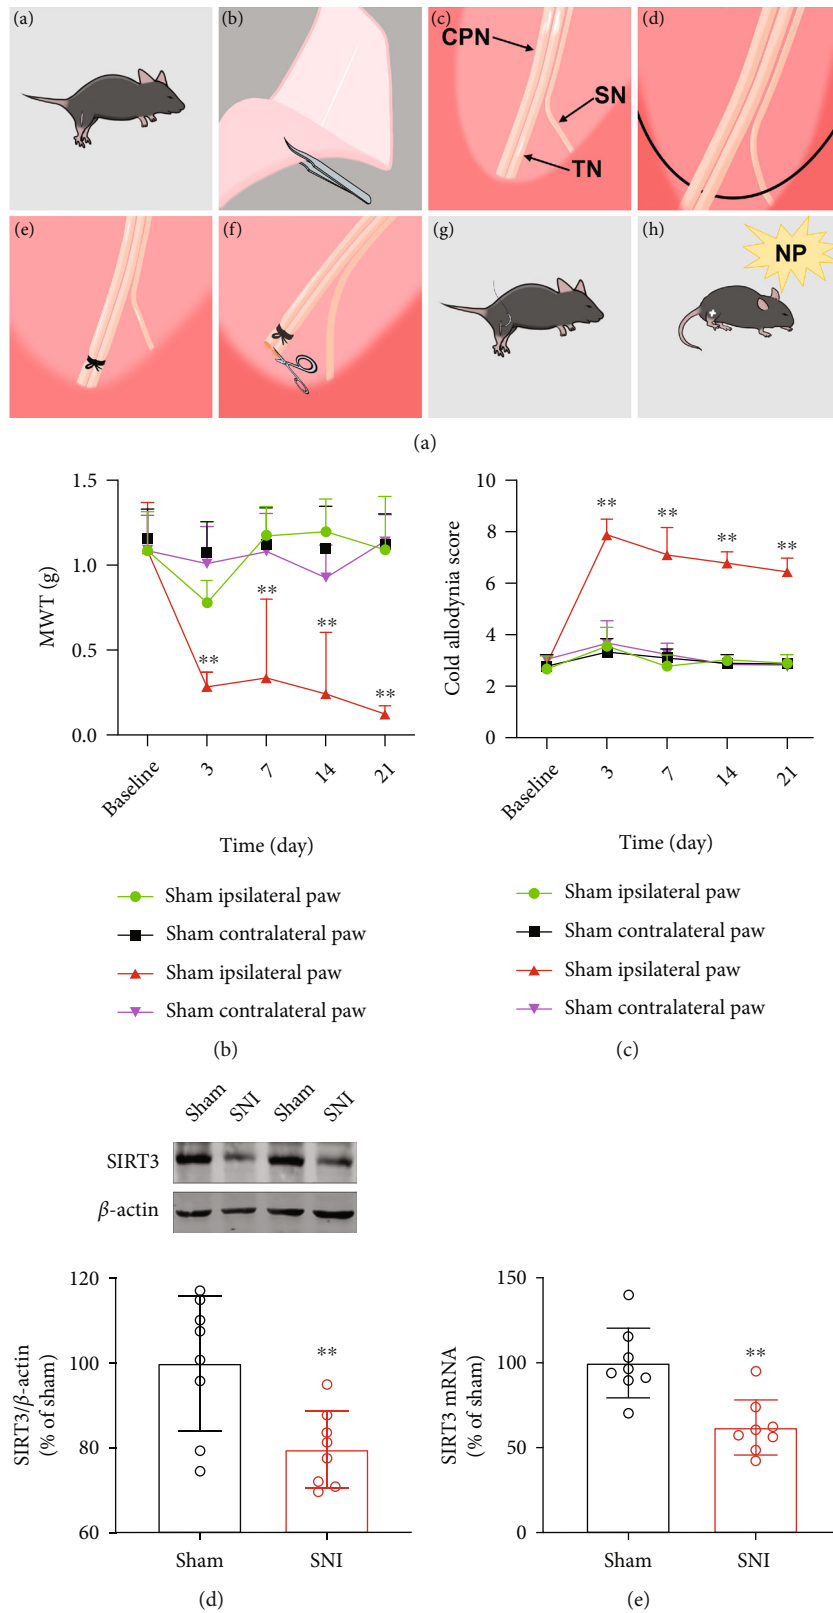 (a)
(b)
(c)
CPN
SN
TN
(d)
(e)
(f)
(g)
(h)
NP
(a)
1.5
1.0
0.5
0.0
MWT (g)
**
**
**
**
Baseline
3
7
14
21
Time (day)
Sham ipsilateral paw
Sham contralateral paw
Sham ipsilateral paw
Sham contralateral paw
(b)
10
8
6
4
2
0
Cold allodynia score
**
**
**
**
Baseline
3
7
14
21
Time (day)
Sham ipsilateral paw
Sham contralateral paw
Sham ipsilateral paw
Sham contralateral paw
(c)
Sham
SNI
Sham
SNI
SIRT3
β-actin
120
100
80
60
SIRT3/β-actin
(% of sham)
**
Sham
SNI
(d)
150
100
50
0
SIRT3 mRNA
(% of sham)
**
Sham
SNI
(e)